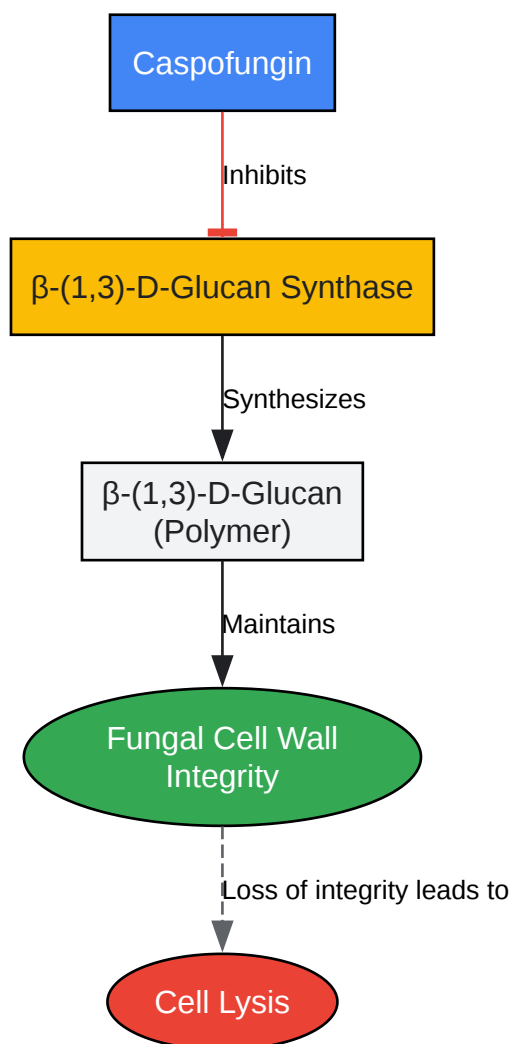 Caspofungin
Inhibits
β-(1,3)-D-Glucan Synthase
Synthesizes
β-(1,3)-D-Glucan
(Polymer)
Maintains
Fungal Cell Wall
Integrity
Loss of integrity leads to
Cell Lysis